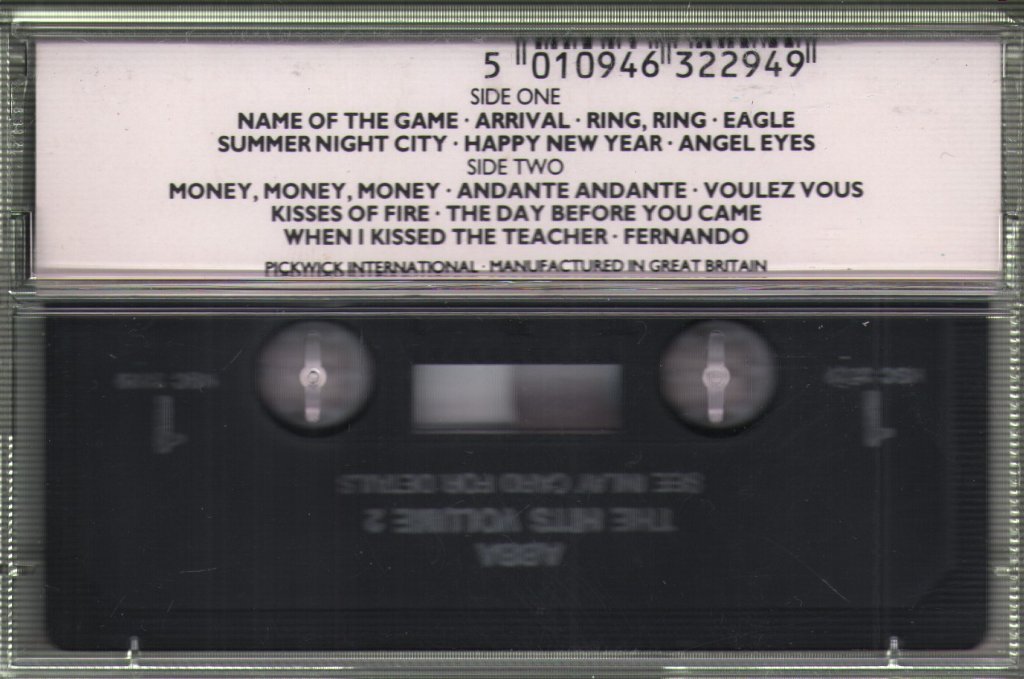 5 010946 322949
SIDE ONE
NAME OF THE GAME · ARRIVAL · RING, RING · EAGLE
SUMMER NIGHT CITY · HAPPY NEW YEAR · ANGEL EYES
SIDE TWO
MONEY, MONEY, MONEY · ANDANTE ANDANTE · VOULEZ VOUS
KISSES OF FIRE · THE DAY BEFORE YOU CAME
WHEN I KISSED THE TEACHER · FERNANDO
PICKWICK INTERNATIONAL · MANUFACTURED IN GREAT BRITAIN
1 1
SEE INLAY CARD FOR DETAILS
THE HITS VOLUME 2
ABBA